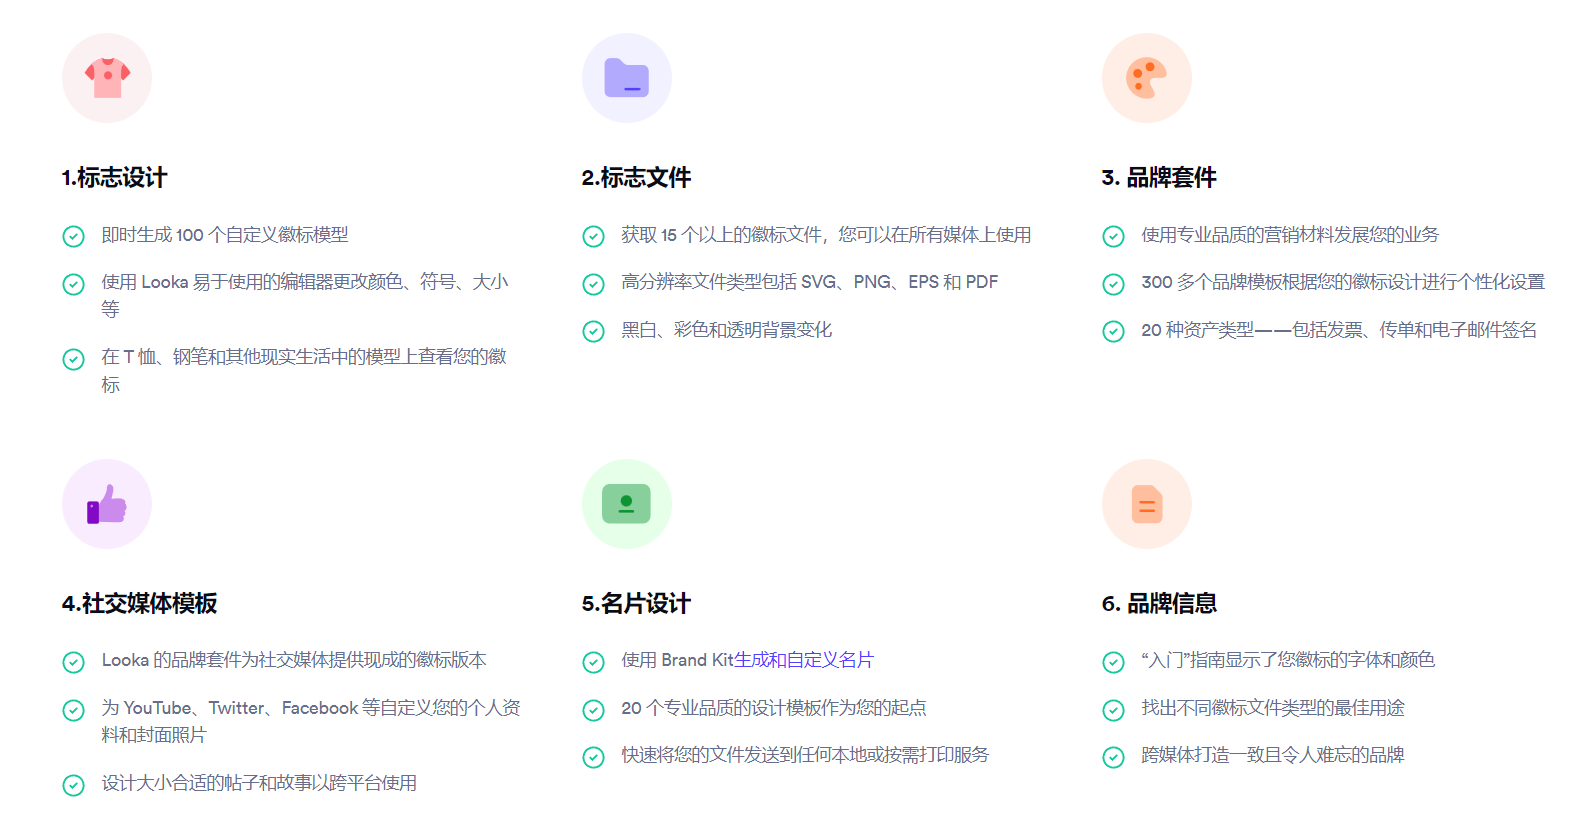 1.标志设计
即时生成 100 个自定义徽标模型
使用 Looka 易于使用的编辑器更改颜色、符号、大小
等
在 T 恤、钢笔和其他现实生活中的模型上查看您的徽
标
2.标志文件
获取 15 个以上的徽标文件，您可以在所有媒体上使用
高分辨率文件类型包括 SVG、PNG、EPS 和 PDF
黑白、彩色和透明背景变化
3. 品牌套件
使用专业品质的营销材料发展您的业务
300 多个品牌模板根据您的徽标设计进行个性化设置
20 种资产类型——包括发票、传单和电子邮件签名
4.社交媒体模板
Looka 的品牌套件为社交媒体提供现成的徽标版本
为 YouTube、Twitter、Facebook 等自定义您的个人资
料和封面照片
设计大小合适的帖子和故事以跨平台使用
5.名片设计
使用 Brand Kit生成和自定义名片
20 个专业品质的设计模板作为您的起点
快速将您的文件发送到任何本地或按需打印服务
6. 品牌信息
“入门”指南显示了您徽标的字体和颜色
找出不同徽标文件类型的最佳用途
跨媒体打造一致且令人难忘的品牌